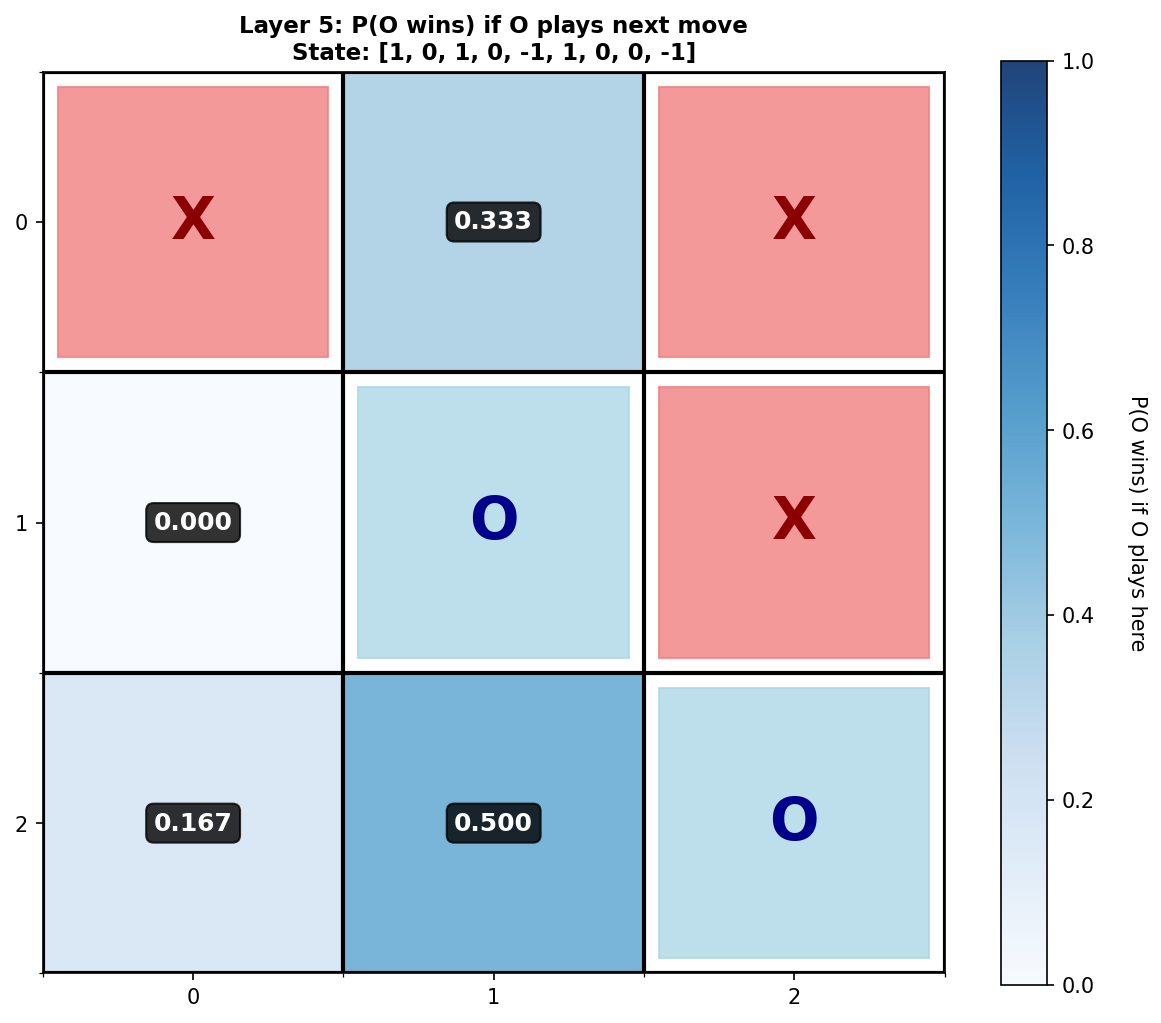 Layer 5: P(O wins) if O plays next move
State: [1, 0, 1, 0, -1, 1, 0, 0, -1]
X
0.333
X
0.000
O
X
0.167
0.500
O
0
1
2
0
1
2
1.0
0.8
0.6
0.4
0.2
0.0
P(O wins) if O plays here